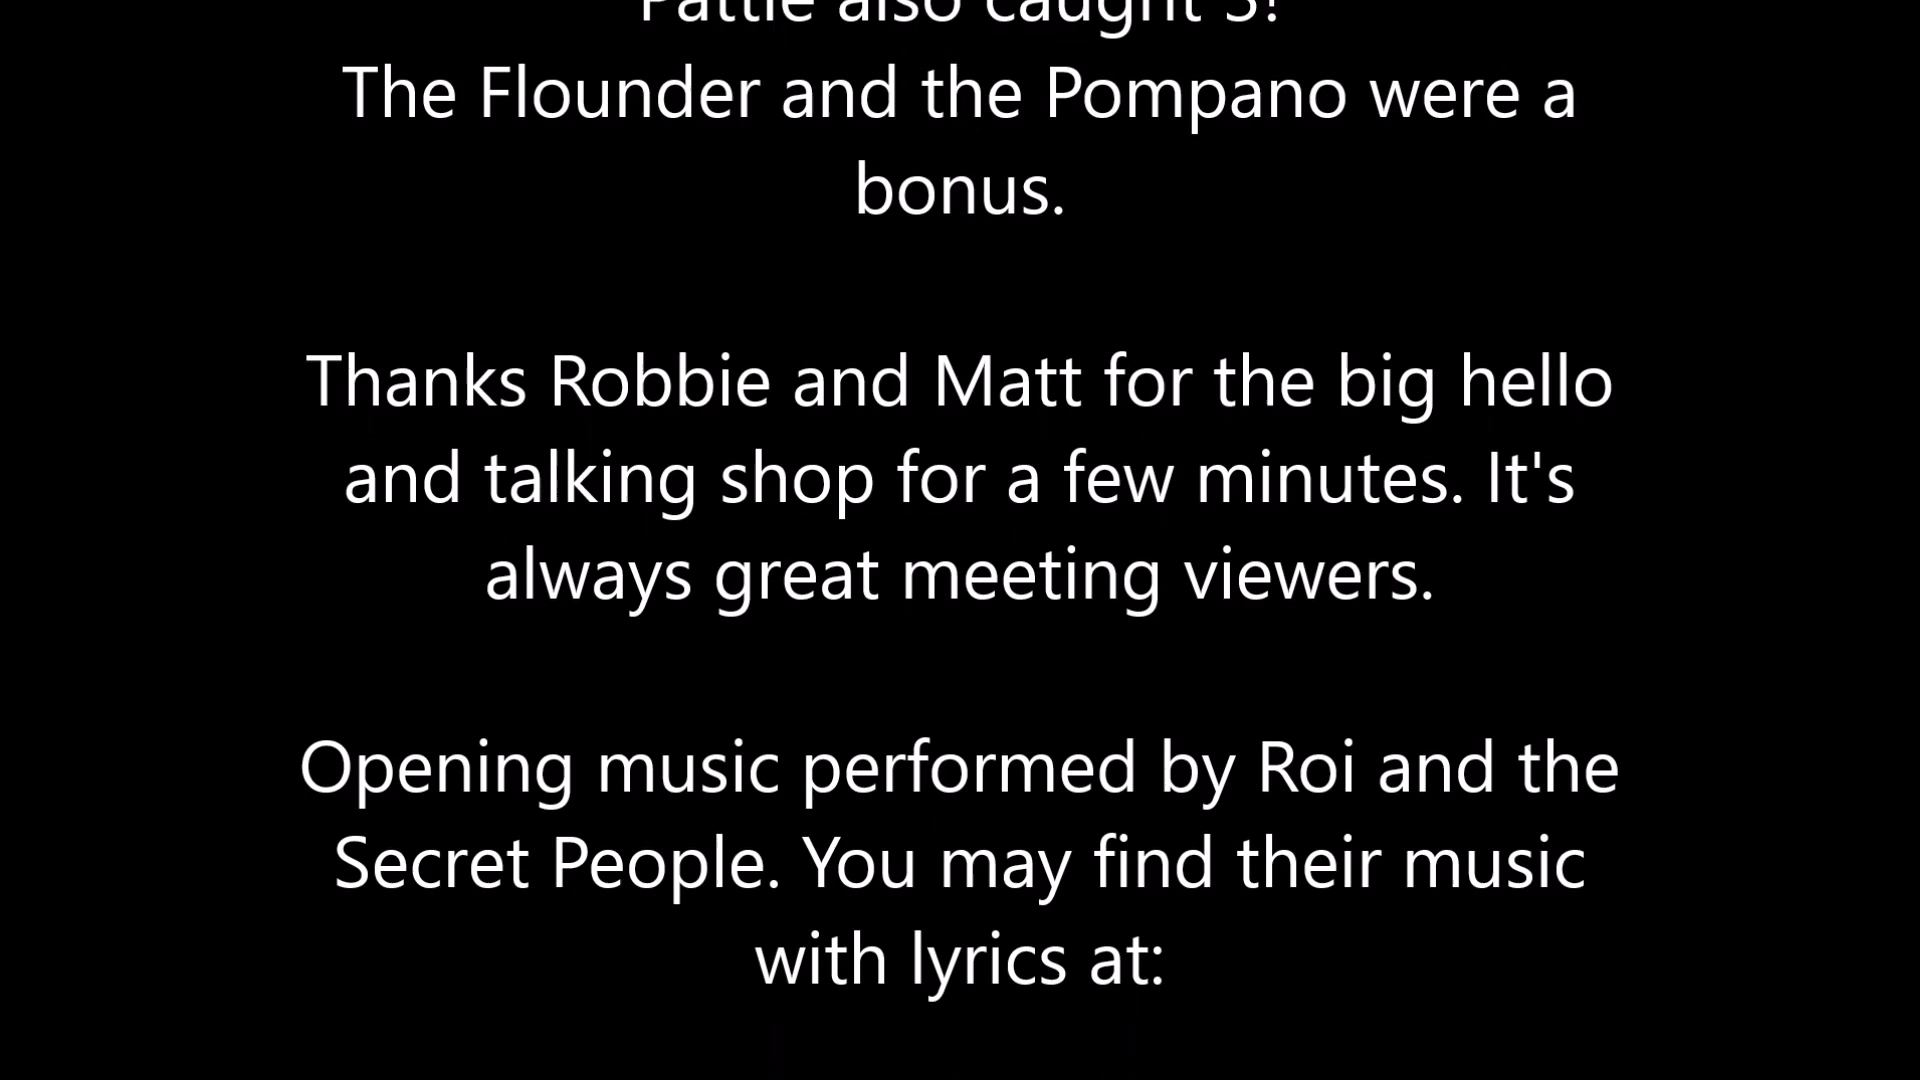 also caught
The Flounder and the Pompano were a
bonus.
Thanks Robbie and Matt for the big hello
and talking shop for a few minutes. It's
always great meeting viewers.
Opening music performed by Roi and the
Secret People. You may find their music
with lyrics at: